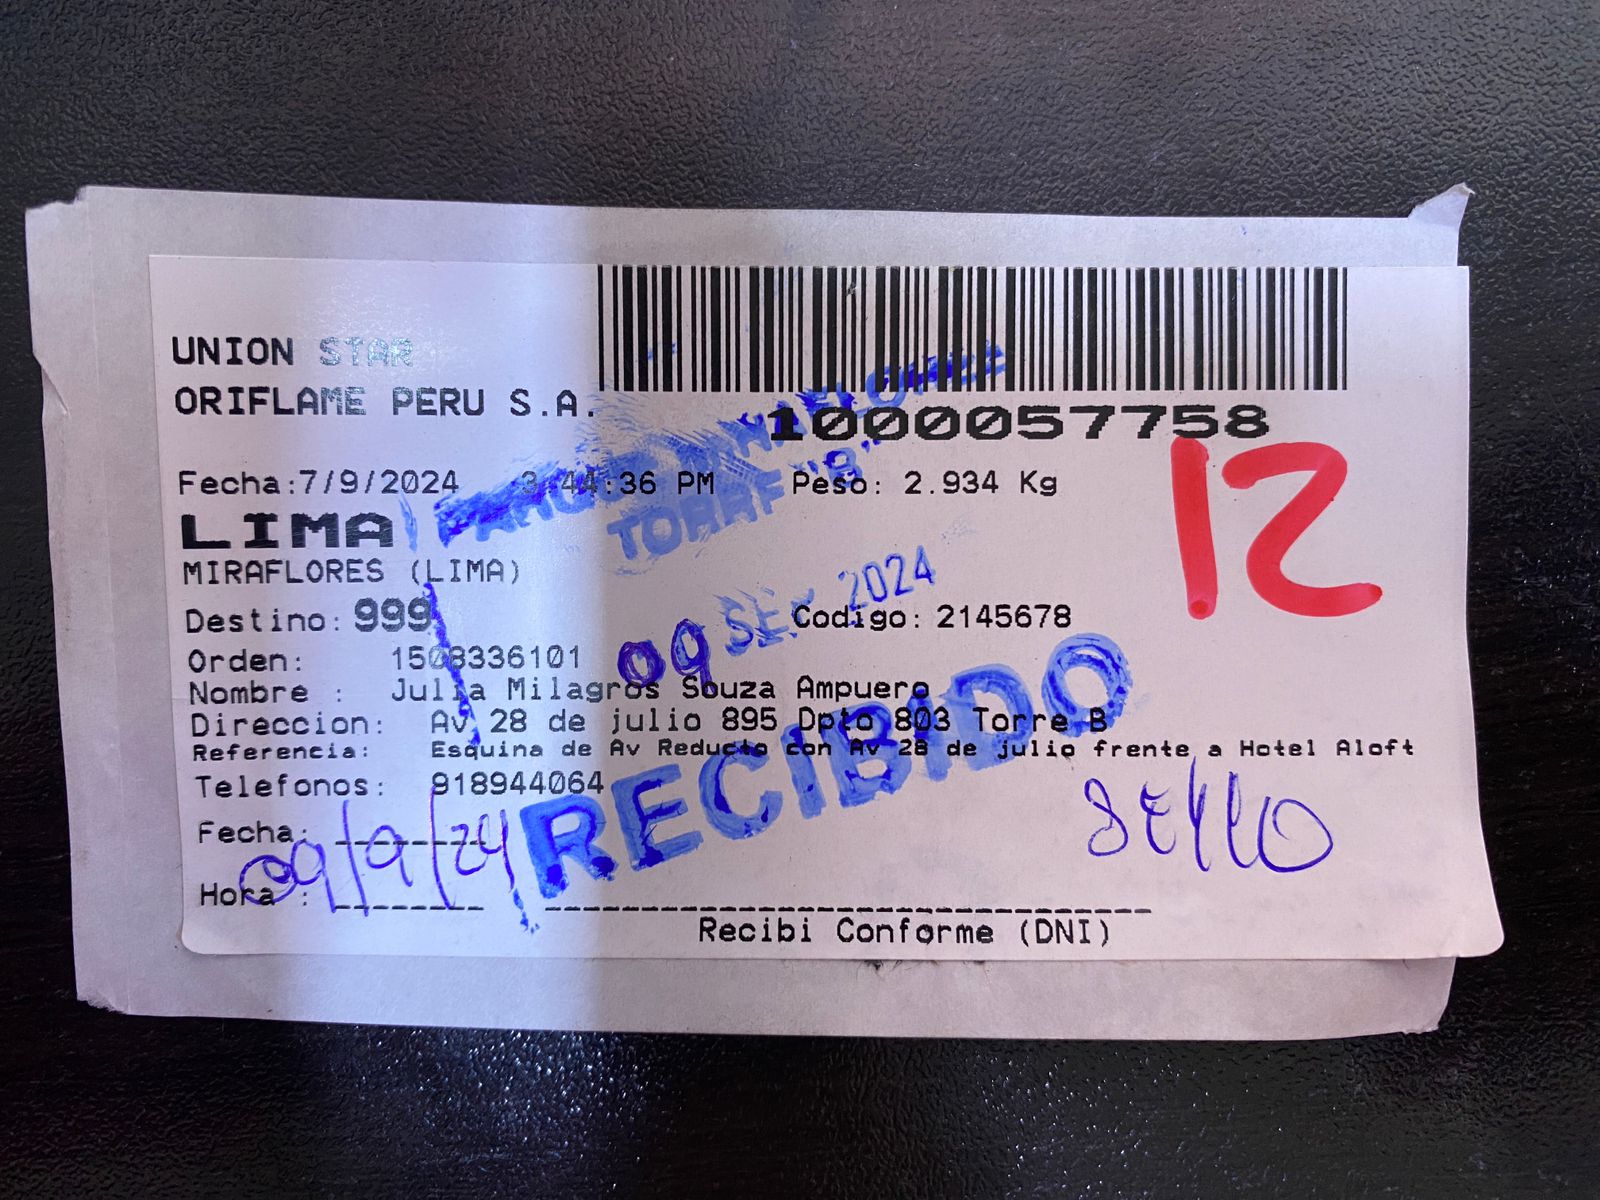 UNION STAR
ORIFLAME PERU S.A.
1000057758
Fecha:7/9/2024 3:44:36 PM Peso: 2.934 Kg
12
LIMA
TORRE "B"
MIRAFLORES (LIMA)
09 SE 2024
Destino: 999 Codigo: 2145678
Orden: 1508336101
Nombre : Julia Milagros Souza Ampuero
Direccion: Av 28 de julio 895 Dpto 803 Torre B
Referencia: Esquina de Av Reducto con Av 28 de julio frente a Hotel Aloft
Telefonos: 918944064
RECIBIDO
Fecha: 09/9/24
Hora :
Recibi Conforme (DNI)